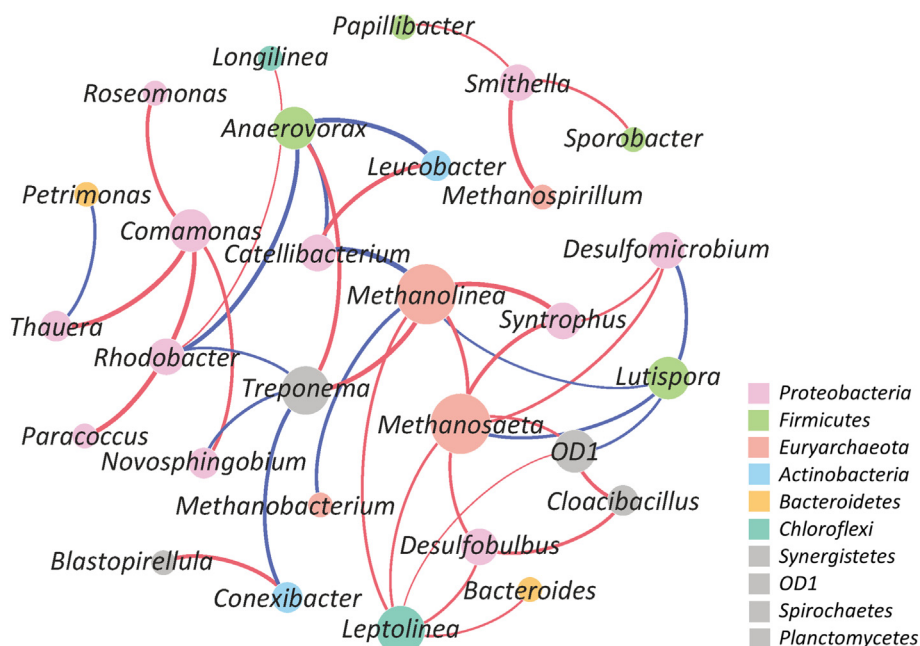 Papillibacter
Longilinea
Smithella
Roseomonas
Anaerovorax
Sporobacter
Leucobacter
Petrimonas
Methanospirillum
Comamonas
Catellibacterium
Desulfomicrobium
Methanolinea
Syntrophus
Thauera
Rhodobacter
Treponema
Lutispora
Proteobacteria
Firmicutes
Euryarchaeota
Actinobacteria
Bacteroidetes
Chloroflexi
Synergistetes
OD1
Spirochaetes
Planctomycetes
Methanosaeta
Paracoccus
OD1
Novosphingobium
Methanobacterium
Cloacibacillus
Desulfobulbus
Blastopirellula
Bacteroides
Conexibacter
Leptolinea